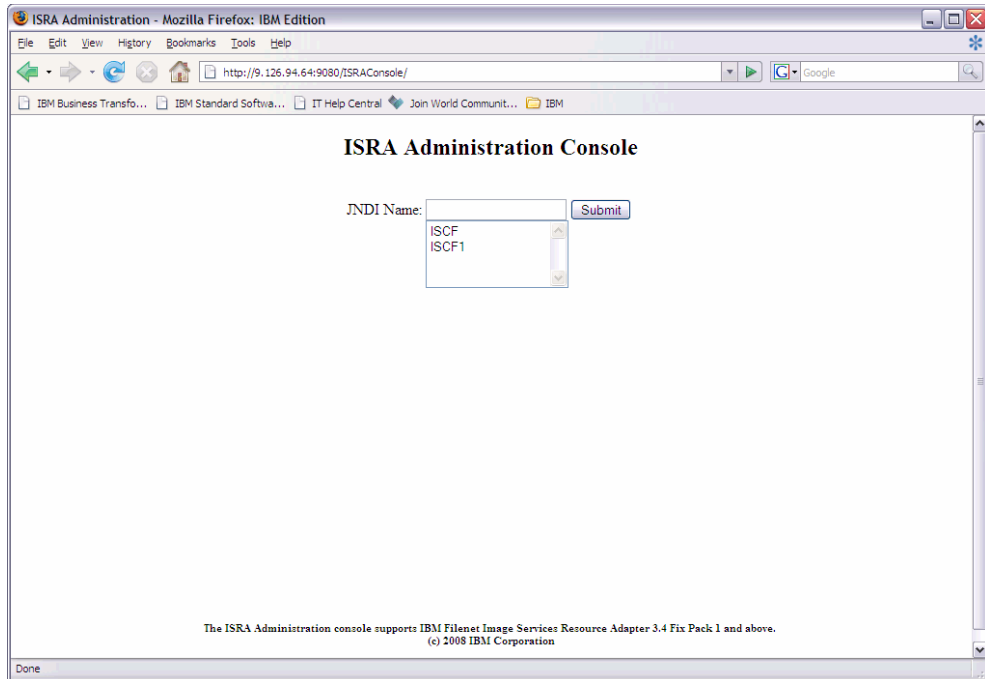 ISRA Administration - Mozilla Firefox: IBM Edition
File Edit View History Bookmarks Tools Help
http://9.126.94.64:9080/ISRAConsole/
G Google
IBM Business Transfo... IBM Standard Softwa... IT Help Central Join World Communit... IBM
ISRA Administration Console
JNDI Name: Submit
ISCF
ISCF1
The ISRA Administration console supports IBM Filenet Image Services Resource Adapter 3.4 Fix Pack 1 and above.
(c) 2008 IBM Corporation
Done